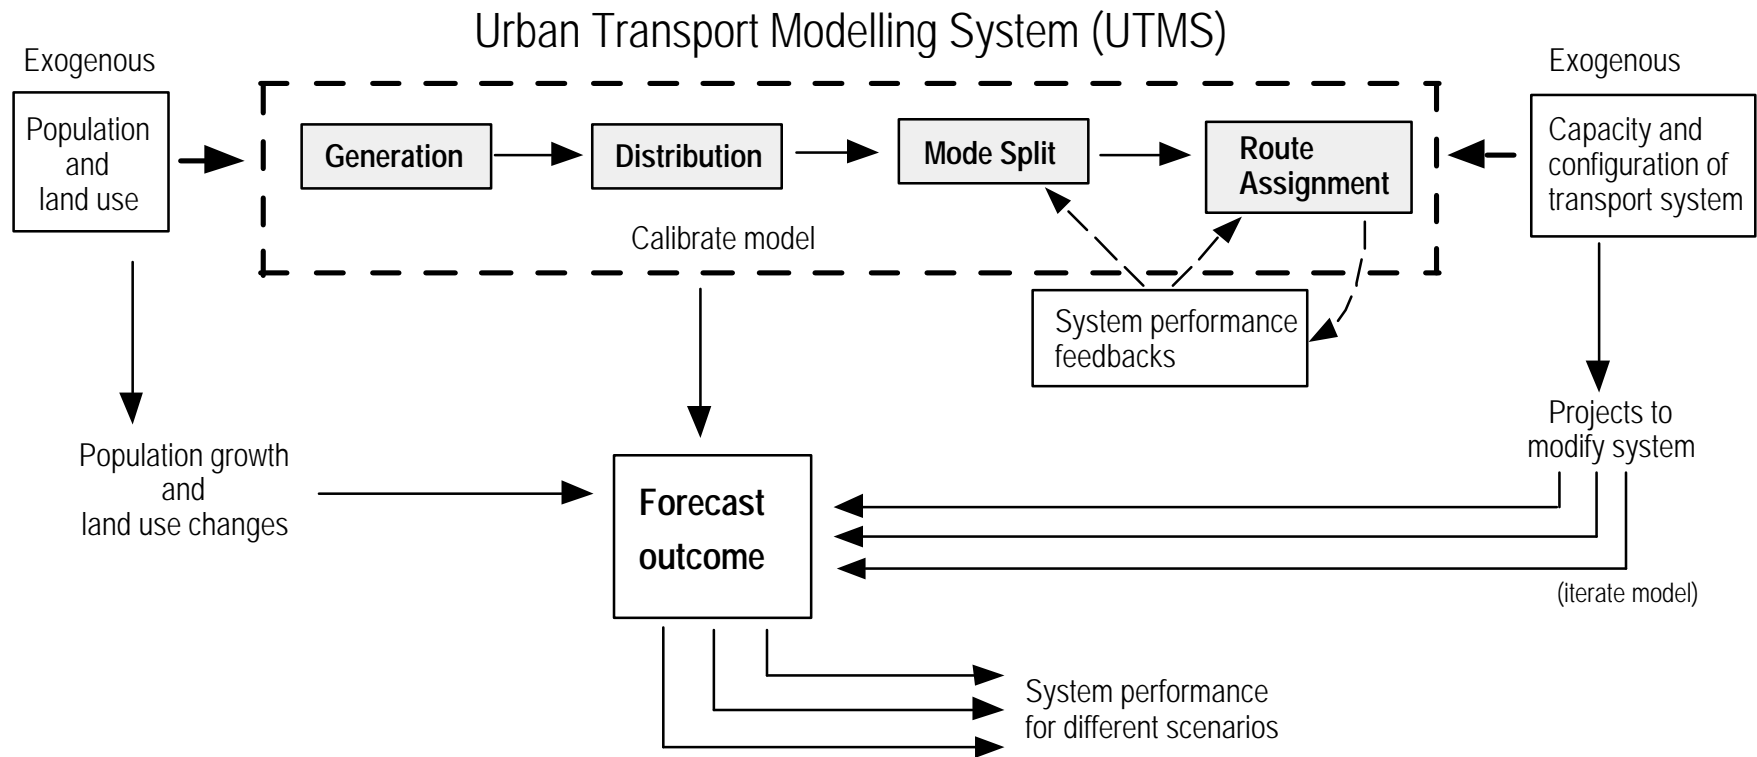 Urban Transport Modelling System (UTMS)
Exogenous
Exogenous
Population
and
land use
Generation
Distribution
Mode Split
Route
Assignment
Capacity and
configuration of
transport system
Calibrate model
System performance
feedbacks
Population growth
and
land use changes
Forecast
outcome
Projects to
modify system
(iterate model)
System performance
for different scenarios